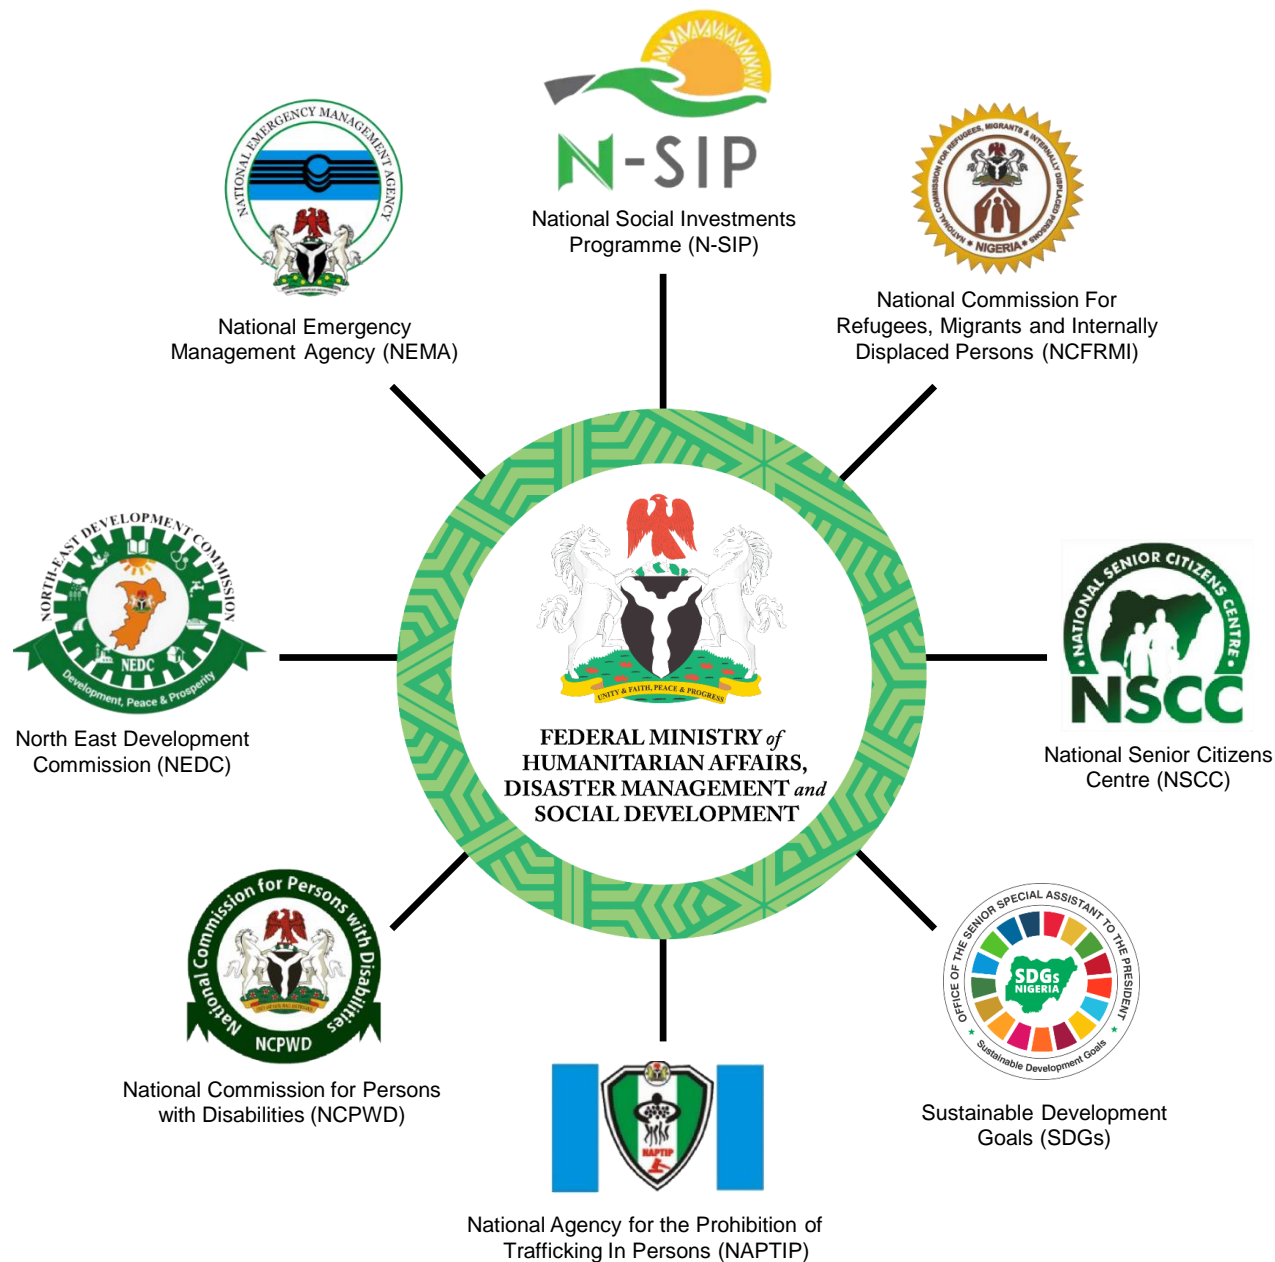 N-SIP
National Social Investments
Programme (N-SIP)
NATIONAL EMERGENCY MANAGEMENT AGENCY
National Emergency
Management Agency (NEMA)
NATIONAL COMMISSION FOR REFUGEES, MIGRANTS & INTERNALLY DISPLACED PERSONS
NIGERIA
National Commission For
Refugees, Migrants and Internally
Displaced Persons (NCFRMI)
NORTH-EAST DEVELOPMENT COMMISSION
NEDC
Development, Peace & Prosperity
North East Development
Commission (NEDC)
UNITY & FAITH, PEACE & PROGRESS
FEDERAL MINISTRY of
HUMANITARIAN AFFAIRS,
DISASTER MANAGEMENT and
SOCIAL DEVELOPMENT
NATIONAL SENIOR CITIZENS CENTRE
NSCC
National Senior Citizens
Centre (NSCC)
National Commission for Persons with Disabilities
NCPWD
National Commission for Persons
with Disabilities (NCPWD)
OFFICE OF THE SENIOR SPECIAL ASSISTANT TO THE PRESIDENT
SDGs
NIGERIA
Sustainable Development Goals
Sustainable Development
Goals (SDGs)
NAPTIP
National Agency for the Prohibition of
Trafficking In Persons (NAPTIP)